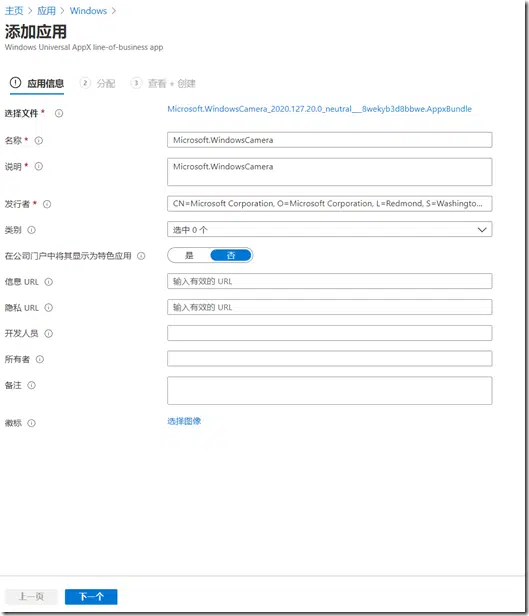 主页 > 应用 > Windows >
添加应用
Windows Universal AppX line-of-business app
① 应用信息 2 分配 3 查看 + 创建
选择文件 * Microsoft.WindowsCamera_2020.127.20.0_neutral___8wekyb3d8bbwe.AppxBundle
名称 * Microsoft.WindowsCamera
说明 * Microsoft.WindowsCamera
发行者 * CN=Microsoft Corporation, O=Microsoft Corporation, L=Redmond, S=Washingto...
类别 选中 0 个
在公司门户中将其显示为特色应用 是 否
信息 URL 输入有效的 URL
隐私 URL 输入有效的 URL
开发人员
所有者
备注
徽标 选择图像
上一页 下一个